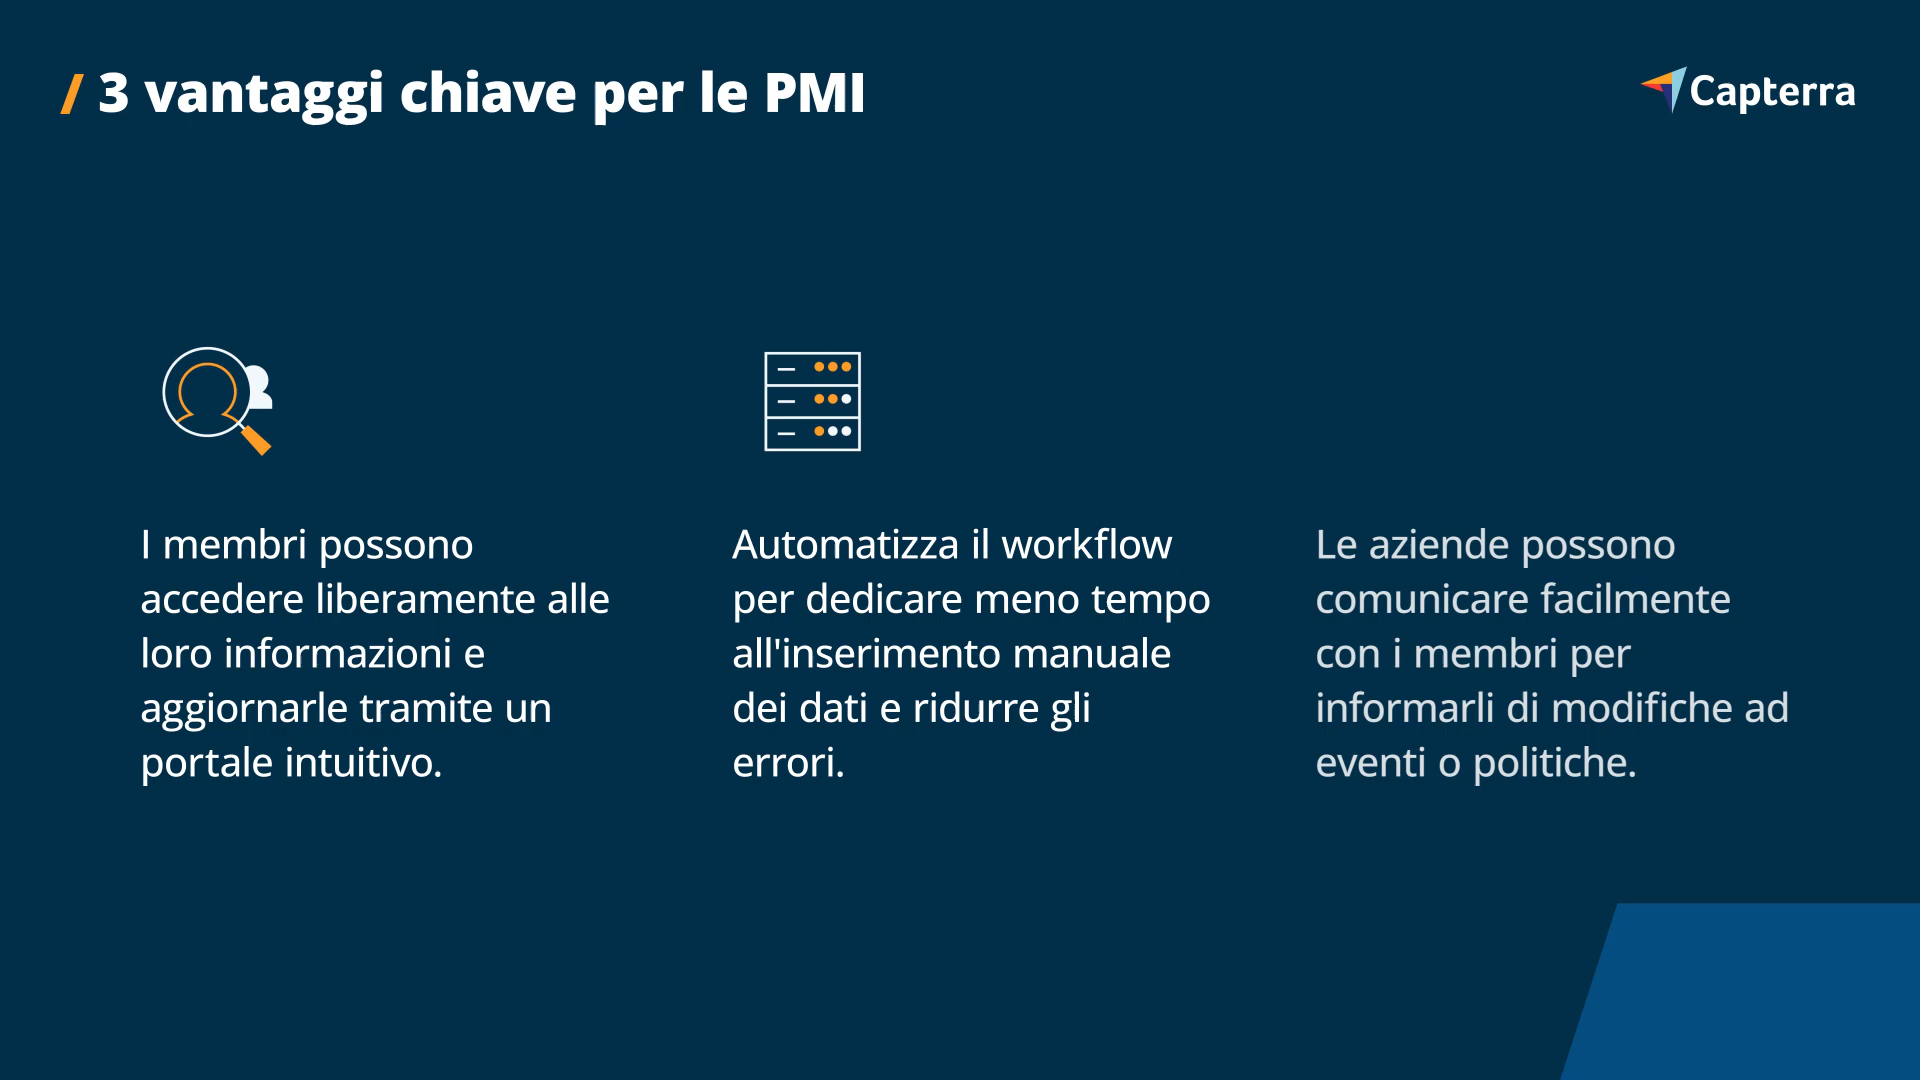 / 3 vantaggi chiave per le PMI
Capterra
I membri possono
accedere liberamente alle
loro informazioni e
aggiornarle tramite un
portale intuitivo.
Automatizza il workflow
per dedicare meno tempo
all'inserimento manuale
dei dati e ridurre gli
errori.
Le aziende possono
comunicare facilmente
con i membri per
informarli di modifiche ad
eventi o politiche.